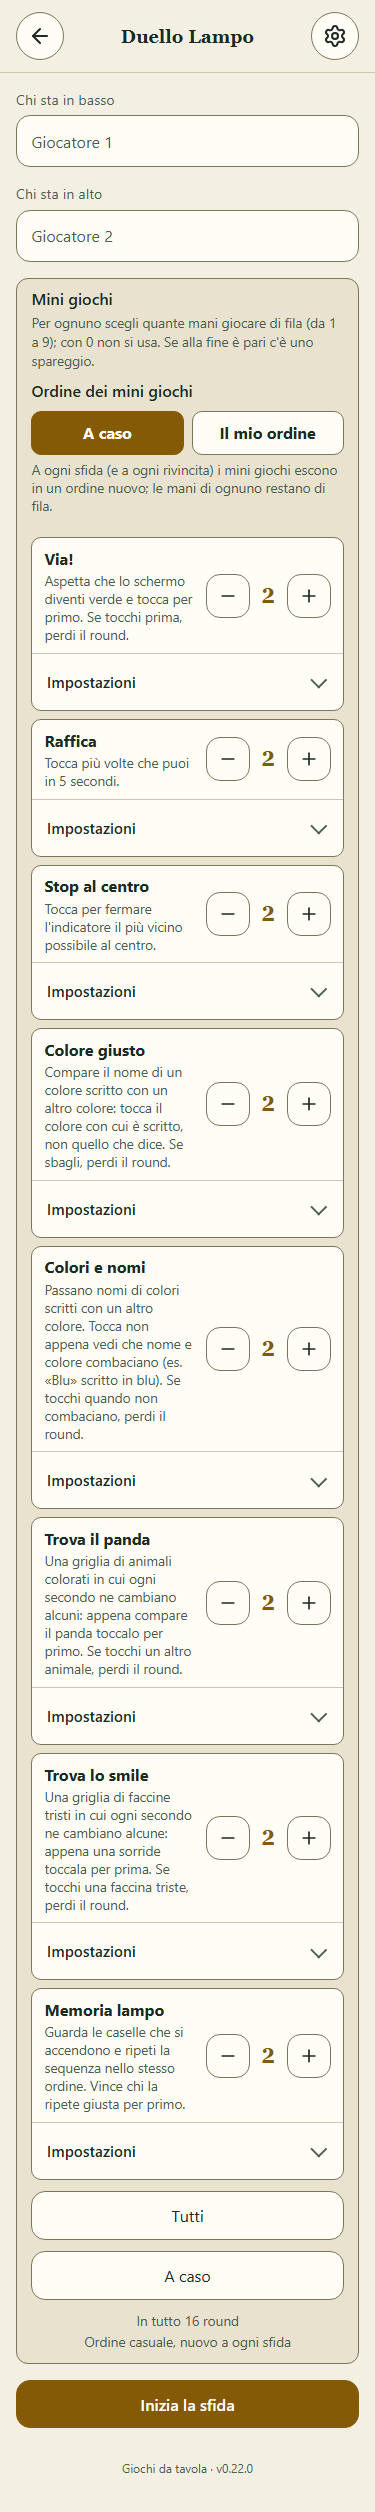 Duello Lampo
Chi sta in basso
Giocatore 1
Chi sta in alto
Giocatore 2
Mini giochi
Per ognuno scegli quante mani giocare di fila (da 1
a 9); con 0 non si usa. Se alla fine è pari c'è uno
spareggio.
Ordine dei mini giochi
A caso
Il mio ordine
A ogni sfida (e a ogni rivincita) i mini giochi escono
in un ordine nuovo; le mani di ognuno restano di
fila.
Via!
Aspetta che lo schermo
diventi verde e tocca per
primo. Se tocchi prima,
perdi il round.
− 2 +
Impostazioni
Raffica
Tocca più volte che puoi
in 5 secondi.
− 2 +
Impostazioni
Stop al centro
Tocca per fermare
l'indicatore il più vicino
possibile al centro.
− 2 +
Impostazioni
Colore giusto
Compare il nome di un
colore scritto con un
altro colore: tocca il
colore con cui è scritto,
non quello che dice. Se
sbagli, perdi il round.
− 2 +
Impostazioni
Colori e nomi
Passano nomi di colori
scritti con un altro
colore. Tocca non
appena vedi che nome e
colore combaciano (es.
«Blu» scritto in blu). Se
tocchi quando non
combaciano, perdi il
round.
− 2 +
Impostazioni
Trova il panda
Una griglia di animali
colorati in cui ogni
secondo ne cambiano
alcuni: appena compare
il panda toccalo per
primo. Se tocchi un altro
animale, perdi il round.
− 2 +
Impostazioni
Trova lo smile
Una griglia di faccine
tristi in cui ogni secondo
ne cambiano alcune:
appena una sorride
toccala per prima. Se
tocchi una faccina triste,
perdi il round.
− 2 +
Impostazioni
Memoria lampo
Guarda le caselle che si
accendono e ripeti la
sequenza nello stesso
ordine. Vince chi la
ripete giusta per primo.
− 2 +
Impostazioni
Tutti
A caso
In tutto 16 round
Ordine casuale, nuovo a ogni sfida
Inizia la sfida
Giochi da tavola · v0.22.0